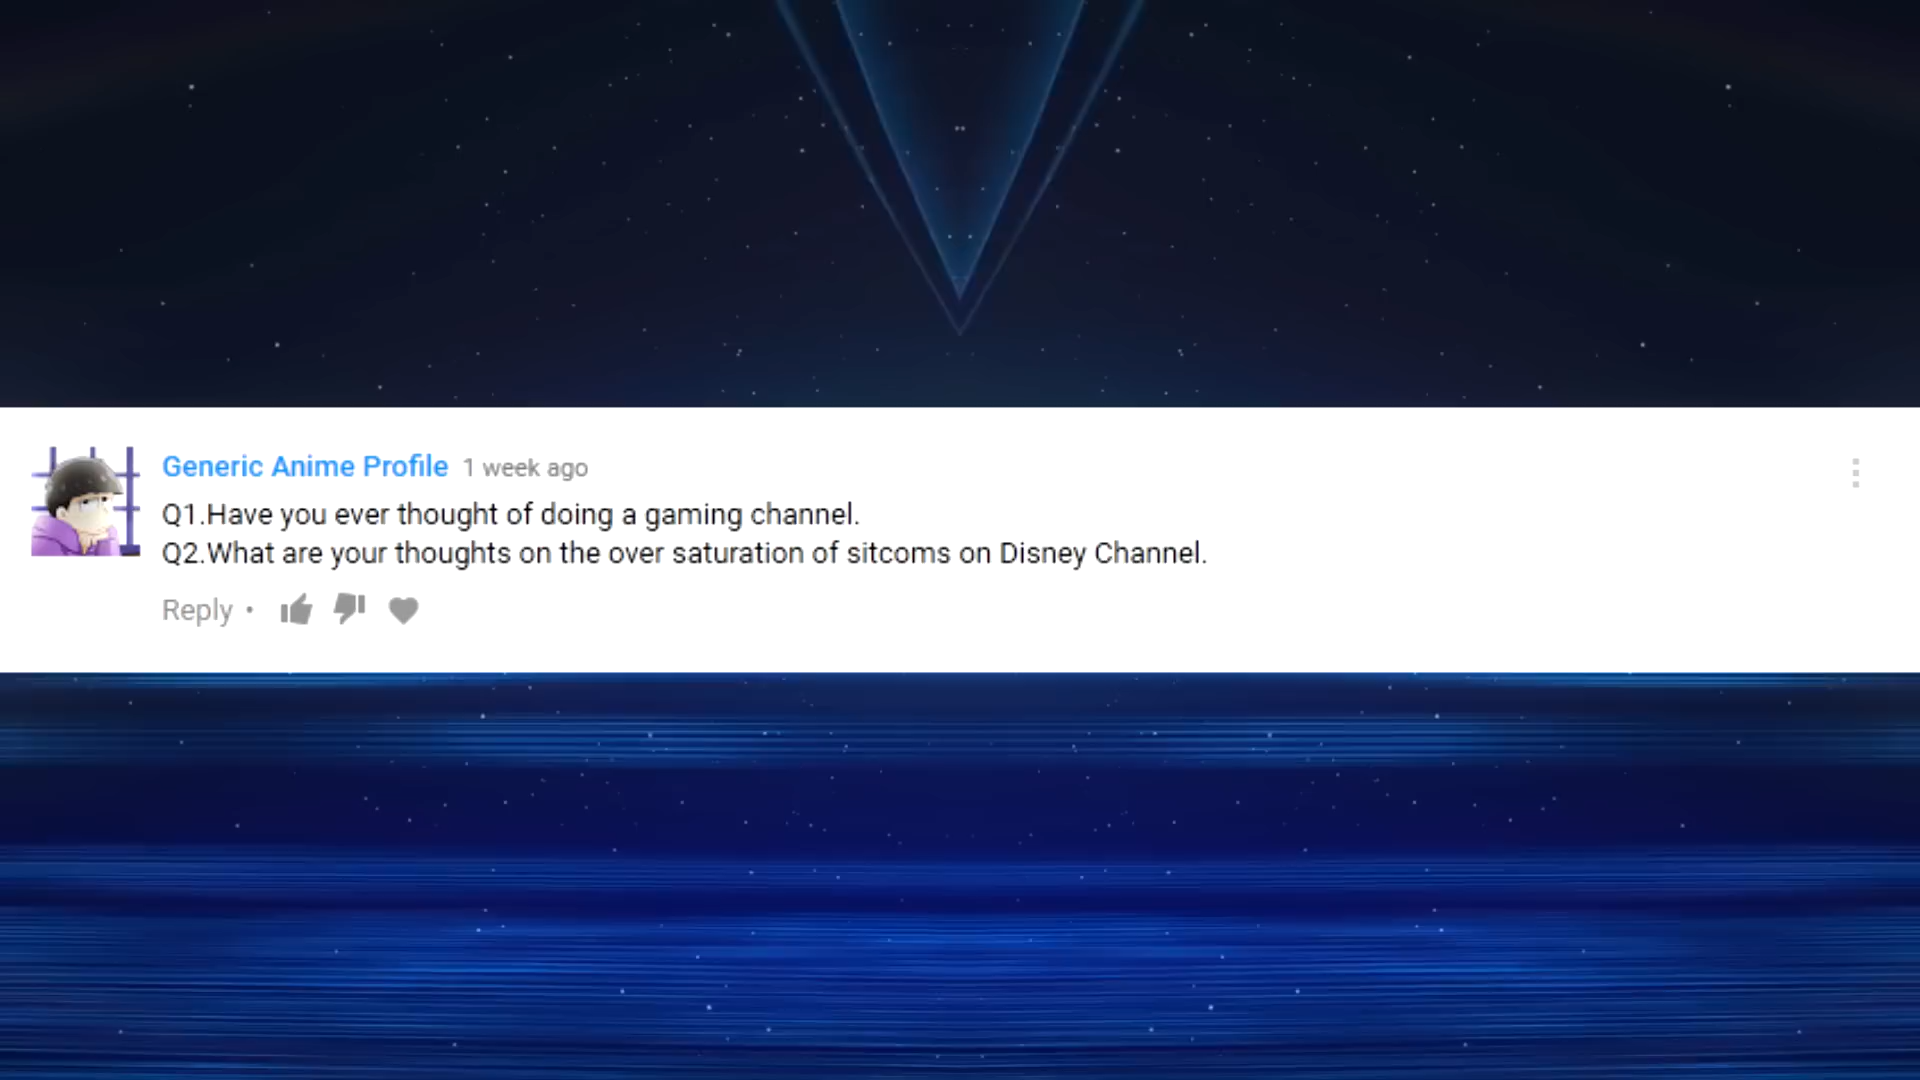 Generic Anime Profile 1 week ago
Q1.Have you ever thought of doing a gaming channel.
Q2.What are your thoughts on the over saturation of sitcoms on Disney Channel.
Reply •